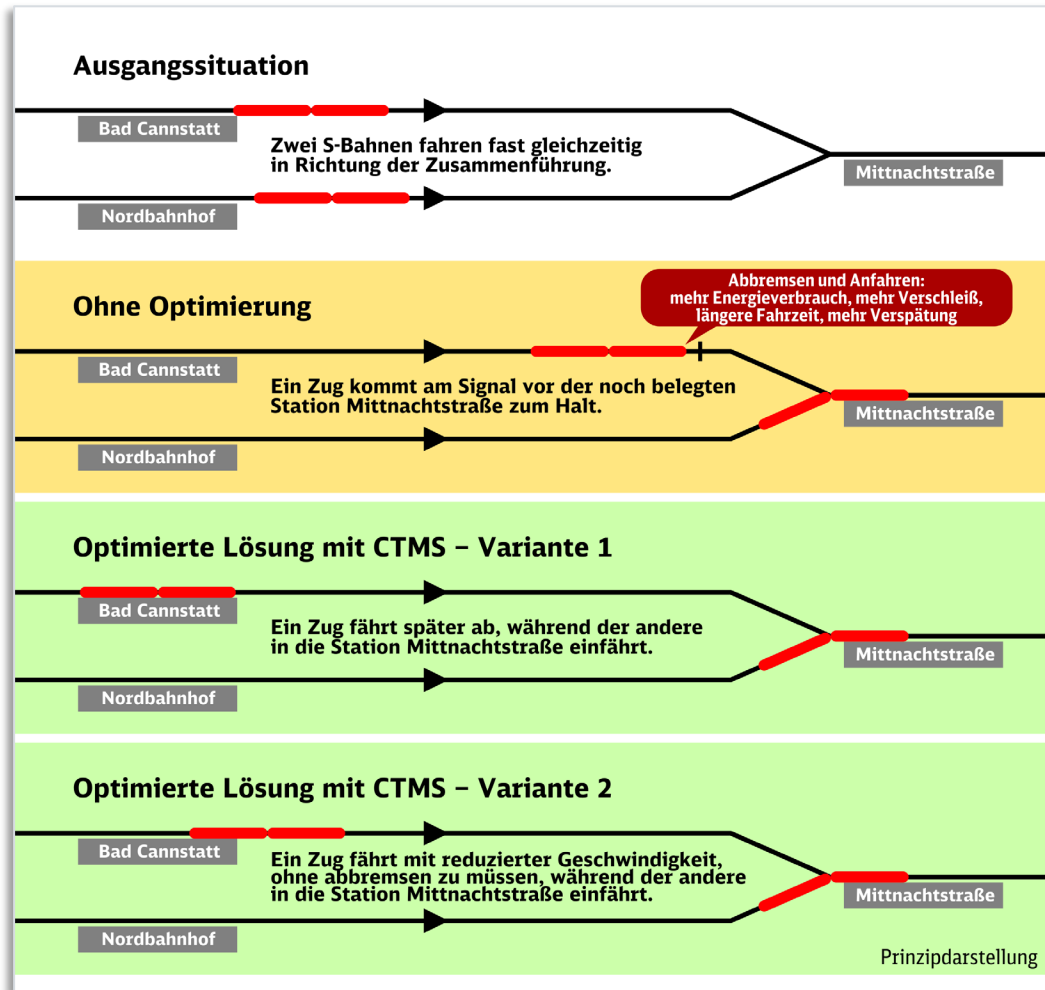 Ausgangssituation
Bad Cannstatt
Zwei S-Bahnen fahren fast gleichzeitig
in Richtung der Zusammenführung.
Mittnachtstraße
Nordbahnhof
Ohne Optimierung
Abbremsen und Anfahren:
mehr Energieverbrauch, mehr Verschleiß,
längere Fahrzeit, mehr Verspätung
Bad Cannstatt
Ein Zug kommt am Signal vor der noch belegten
Station Mittnachtstraße zum Halt.
Mittnachtstraße
Nordbahnhof
Optimierte Lösung mit CTMS – Variante 1
Bad Cannstatt
Ein Zug fährt später ab, während der andere
in die Station Mittnachtstraße einfährt.
Mittnachtstraße
Nordbahnhof
Optimierte Lösung mit CTMS – Variante 2
Bad Cannstatt
Ein Zug fährt mit reduzierter Geschwindigkeit,
ohne abbremsen zu müssen, während der andere
in die Station Mittnachtstraße einfährt.
Mittnachtstraße
Nordbahnhof
Prinzipdarstellung